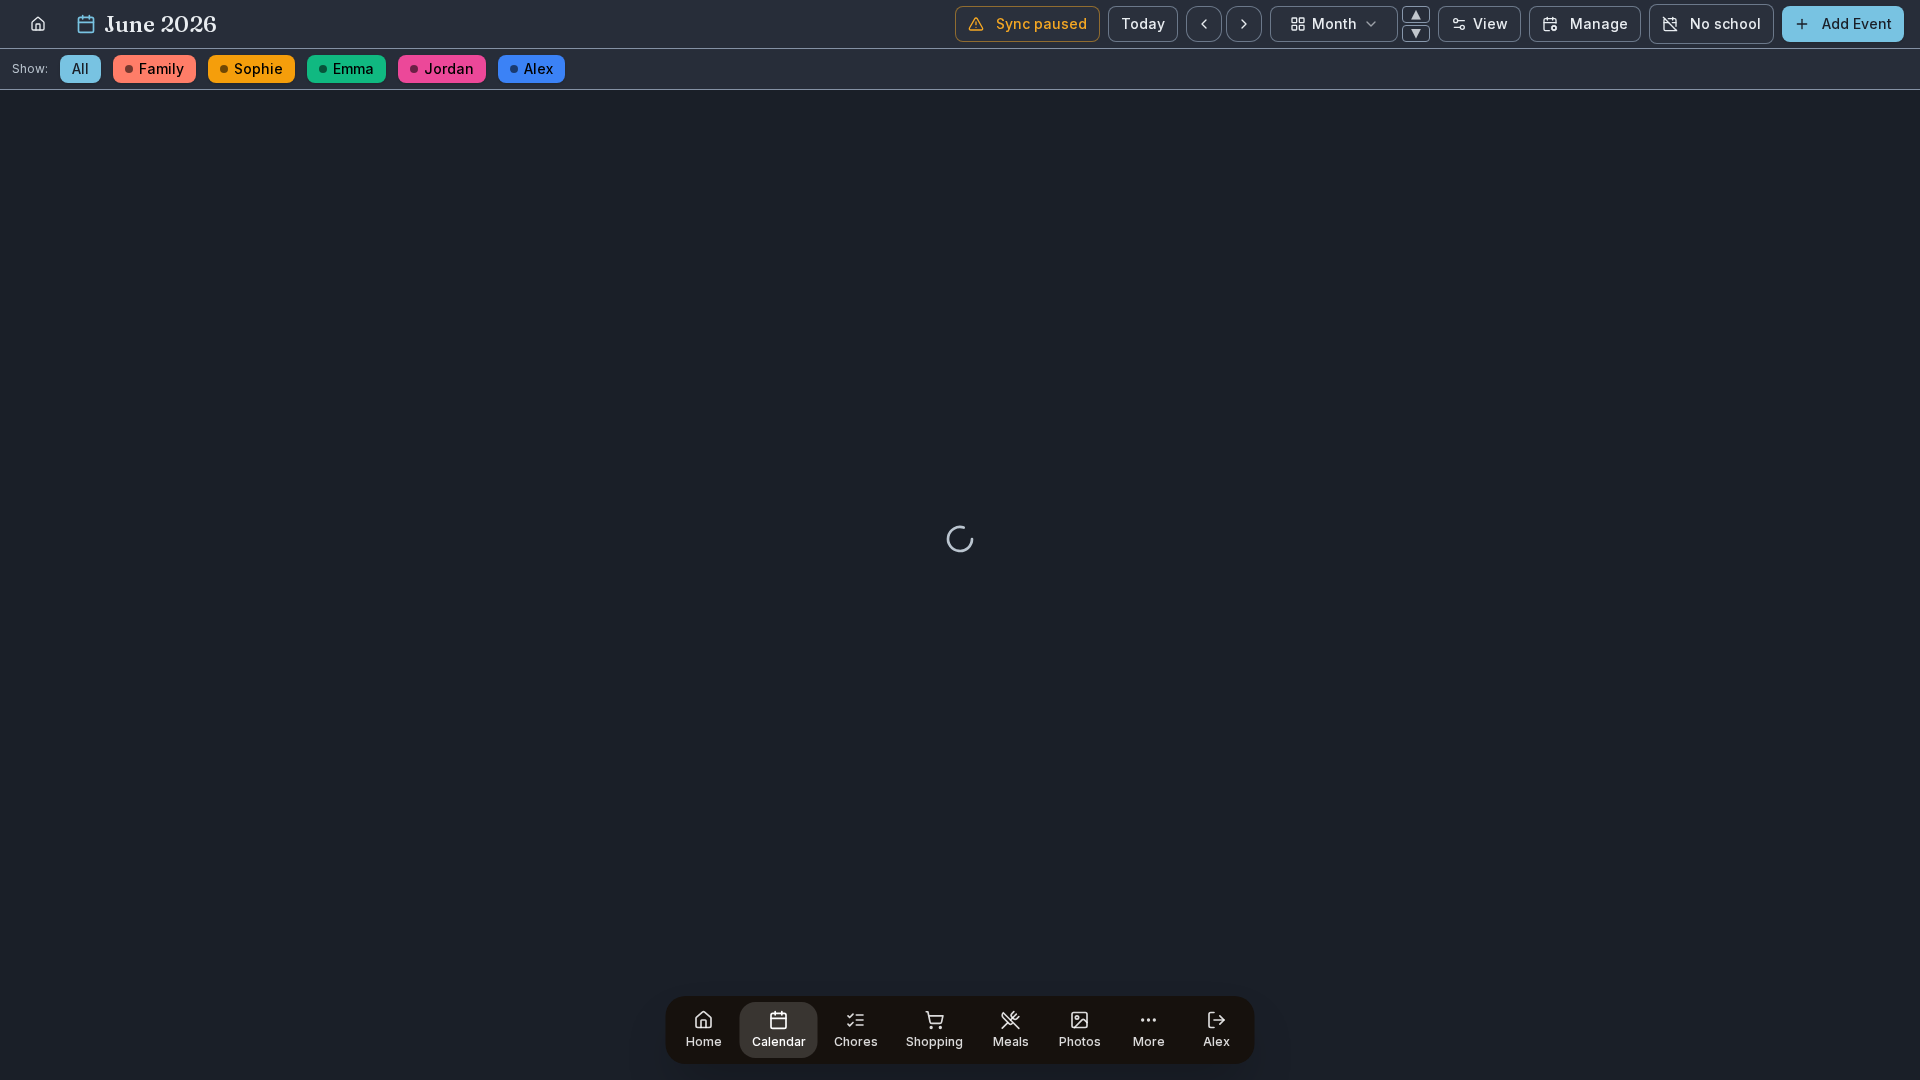 June 2026
Sync paused
Today
Month
View
Manage
No school
Add Event
Show:
All
Family
Sophie
Emma
Jordan
Alex
Home
Calendar
Chores
Shopping
Meals
Photos
More
Alex